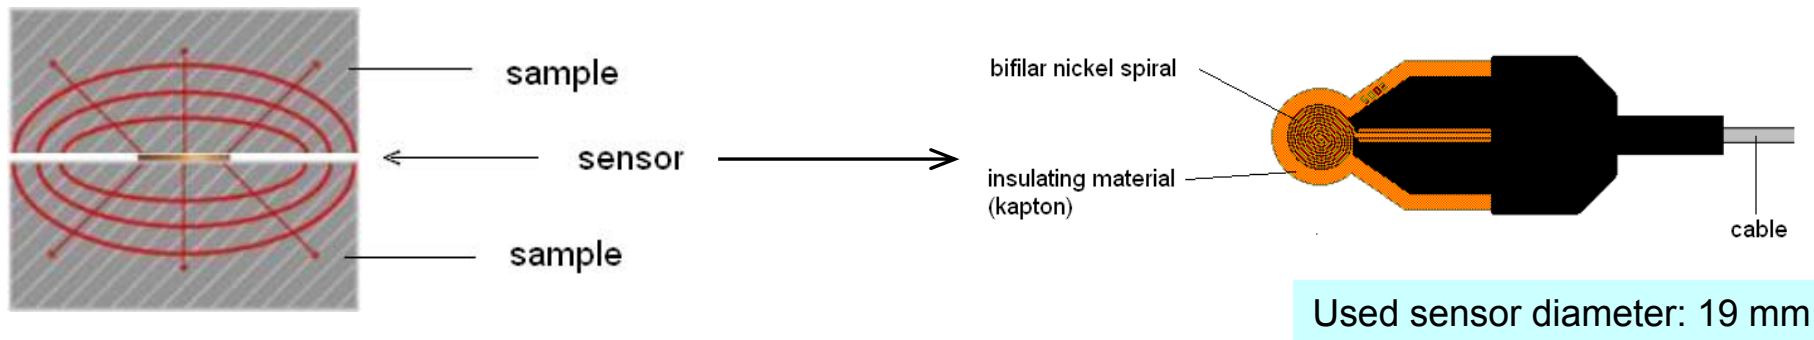 sample
sensor
sample
bifilar nickel spiral
insulating material
(kapton)
cable
Used sensor diameter: 19 mm